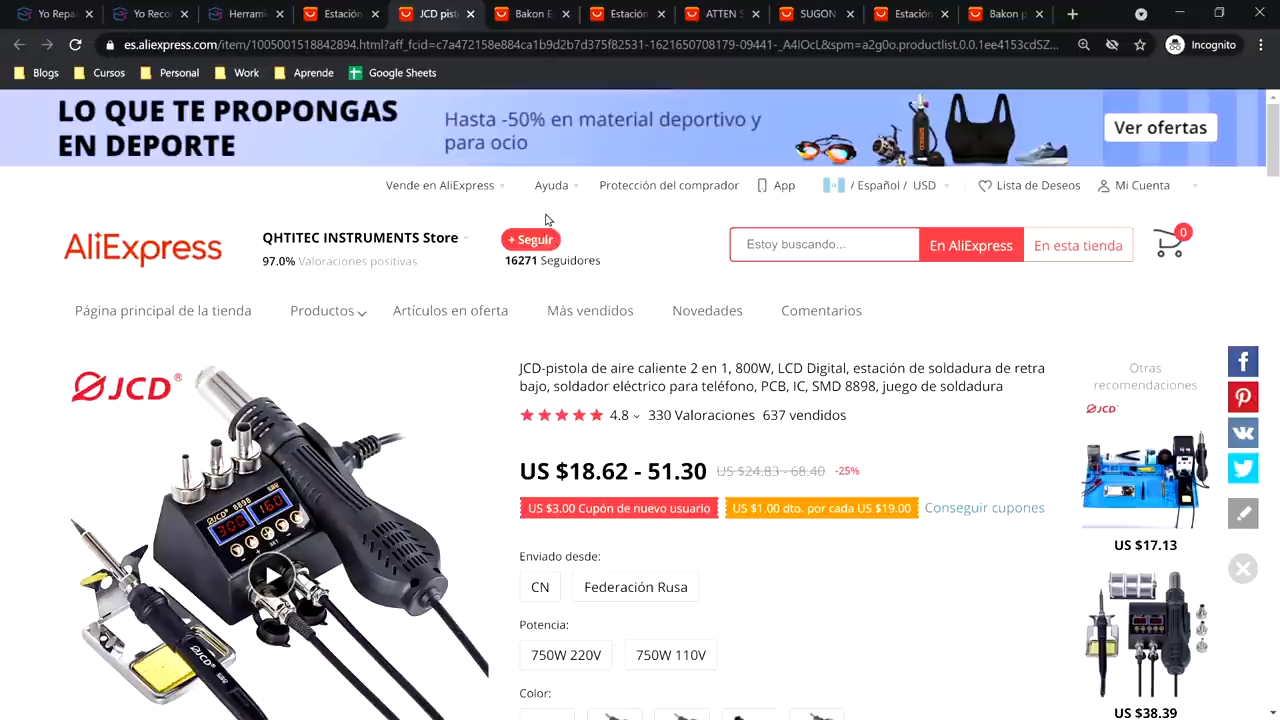 Yo Repa
Yo Reco
Herrami
Estación
JCD pist
Bakon E
Estación
ATTEN S
SUGON
Estación
Bakon p
es.aliexpress.com/item/1005001518842894.html?aff_fcid=c7a472158e884ca1b9d2b7d375f82531-1621650708179-09441-_A4IOcL&spm=a2g0o.productlist.0.0.1ee4153cdSZ...
Incógnito
Blogs
Cursos
Personal
Work
Aprende
Google Sheets
LO QUE TE PROPONGAS
EN DEPORTE
Hasta -50% en material deportivo y
para ocio
Ver ofertas
Vende en AliExpress
Ayuda
Protección del comprador
App
/ Español / USD
Lista de Deseos
Mi Cuenta
AliExpress
QHTITEC INSTRUMENTS Store
97.0% Valoraciones positivas
+ Seguir
16271 Seguidores
Estoy buscando...
En AliExpress
En esta tienda
0
Página principal de la tienda
Productos
Artículos en oferta
Más vendidos
Novedades
Comentarios
JCD®
JCD 8898
300
160
SET
JCD
JCD-pistola de aire caliente 2 en 1, 800W, LCD Digital, estación de soldadura de retra
bajo, soldador eléctrico para teléfono, PCB, IC, SMD 8898, juego de soldadura
4.8
330 Valoraciones
637 vendidos
US $18.62 - 51.30
US $24.83 - 68.40
-25%
US $3.00 Cupón de nuevo usuario
US $1.00 dto. por cada US $19.00
Conseguir cupones
Enviado desde:
CN
Federación Rusa
Potencia:
750W 220V
750W 110V
Color:
Otras
recomendaciones
JCD
US $17.13
US $38.39